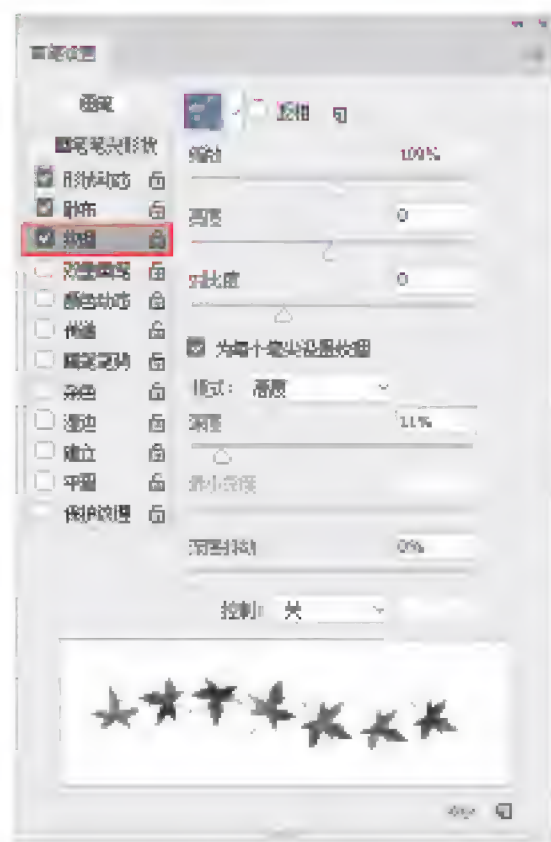 画笔设置
画笔
反相
画笔笔尖形状
缩放
100%
形状动态
散布
亮度
0
纹理
双重画笔
对比度
0
颜色动态
传递
为每个笔尖设置纹理
画笔笔势
杂色
模式： 高度
湿边
深度
11%
建立
平滑
最小深度
保护纹理
深度抖动
0%
控制： 关